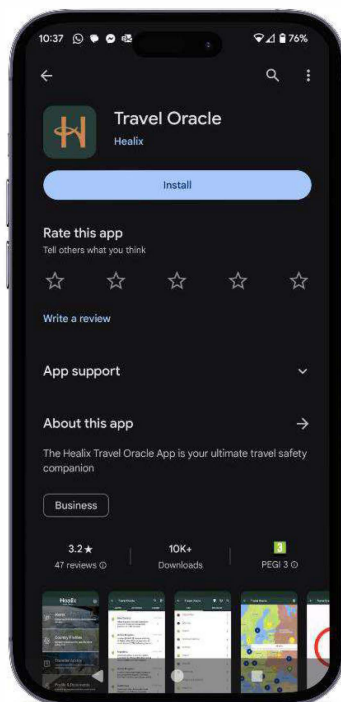 10:37
76%
Travel Oracle
Healix
Install
Rate this app
Tell others what you think
Write a review
App support
About this app
The Healix Travel Oracle App is your ultimate travel safety
companion
Business
3.2★
47 reviews
10K+
Downloads
3
PEGI 3
Healix